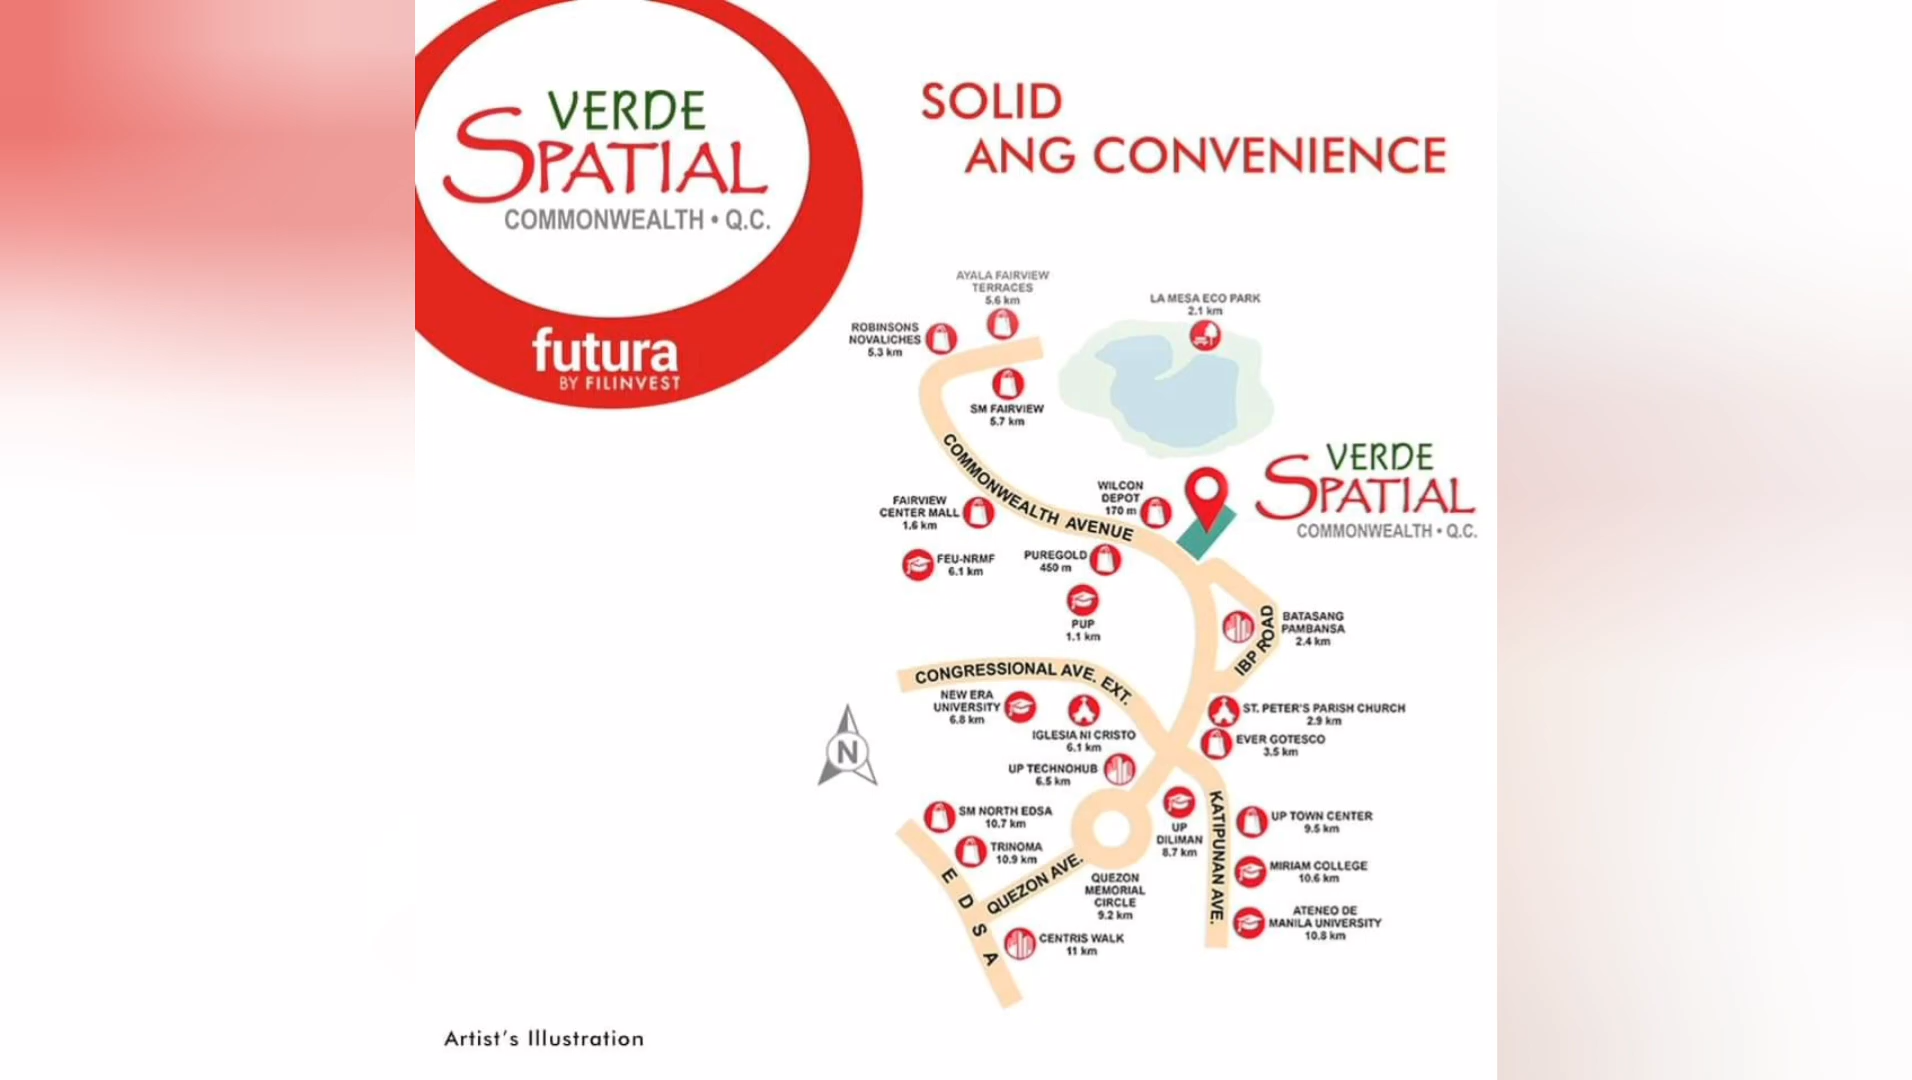 VERDE
SPATIAL
COMMONWEALTH • Q.C.
futura
BY FILINVEST
SOLID
ANG CONVENIENCE
AYALA FAIRVIEW
TERRACES
5.6 km
LA MESA ECO PARK
2.1 km
ROBINSONS
NOVALICHES
5.3 km
SM FAIRVIEW
5.7 km
COMMONWEALTH AVENUE
VERDE
SPATIAL
COMMONWEALTH • Q.C.
WILCON
DEPOT
170 m
FAIRVIEW
CENTER MALL
1.6 km
FEU-NRMF
6.1 km
PUREGOLD
450 m
PUP
1.1 km
BATASANG
PAMBANSA
2.4 km
IBP ROAD
CONGRESSIONAL AVE. EXT.
NEW ERA
UNIVERSITY
6.8 km
IGLESIA NI CRISTO
6.1 km
ST. PETER'S PARISH CHURCH
2.9 km
EVER GOTESCO
3.5 km
N
UP TECHNOHUB
6.5 km
SM NORTH EDSA
10.7 km
TRINOMA
10.9 km
EDSA
QUEZON AVE.
QUEZON
MEMORIAL
CIRCLE
9.2 km
UP
DILIMAN
8.7 km
KATIPUNAN AVE.
UP TOWN CENTER
9.5 km
MIRIAM COLLEGE
10.6 km
ATENEO DE
MANILA UNIVERSITY
10.8 km
CENTRIS WALK
11 km
Artist's Illustration